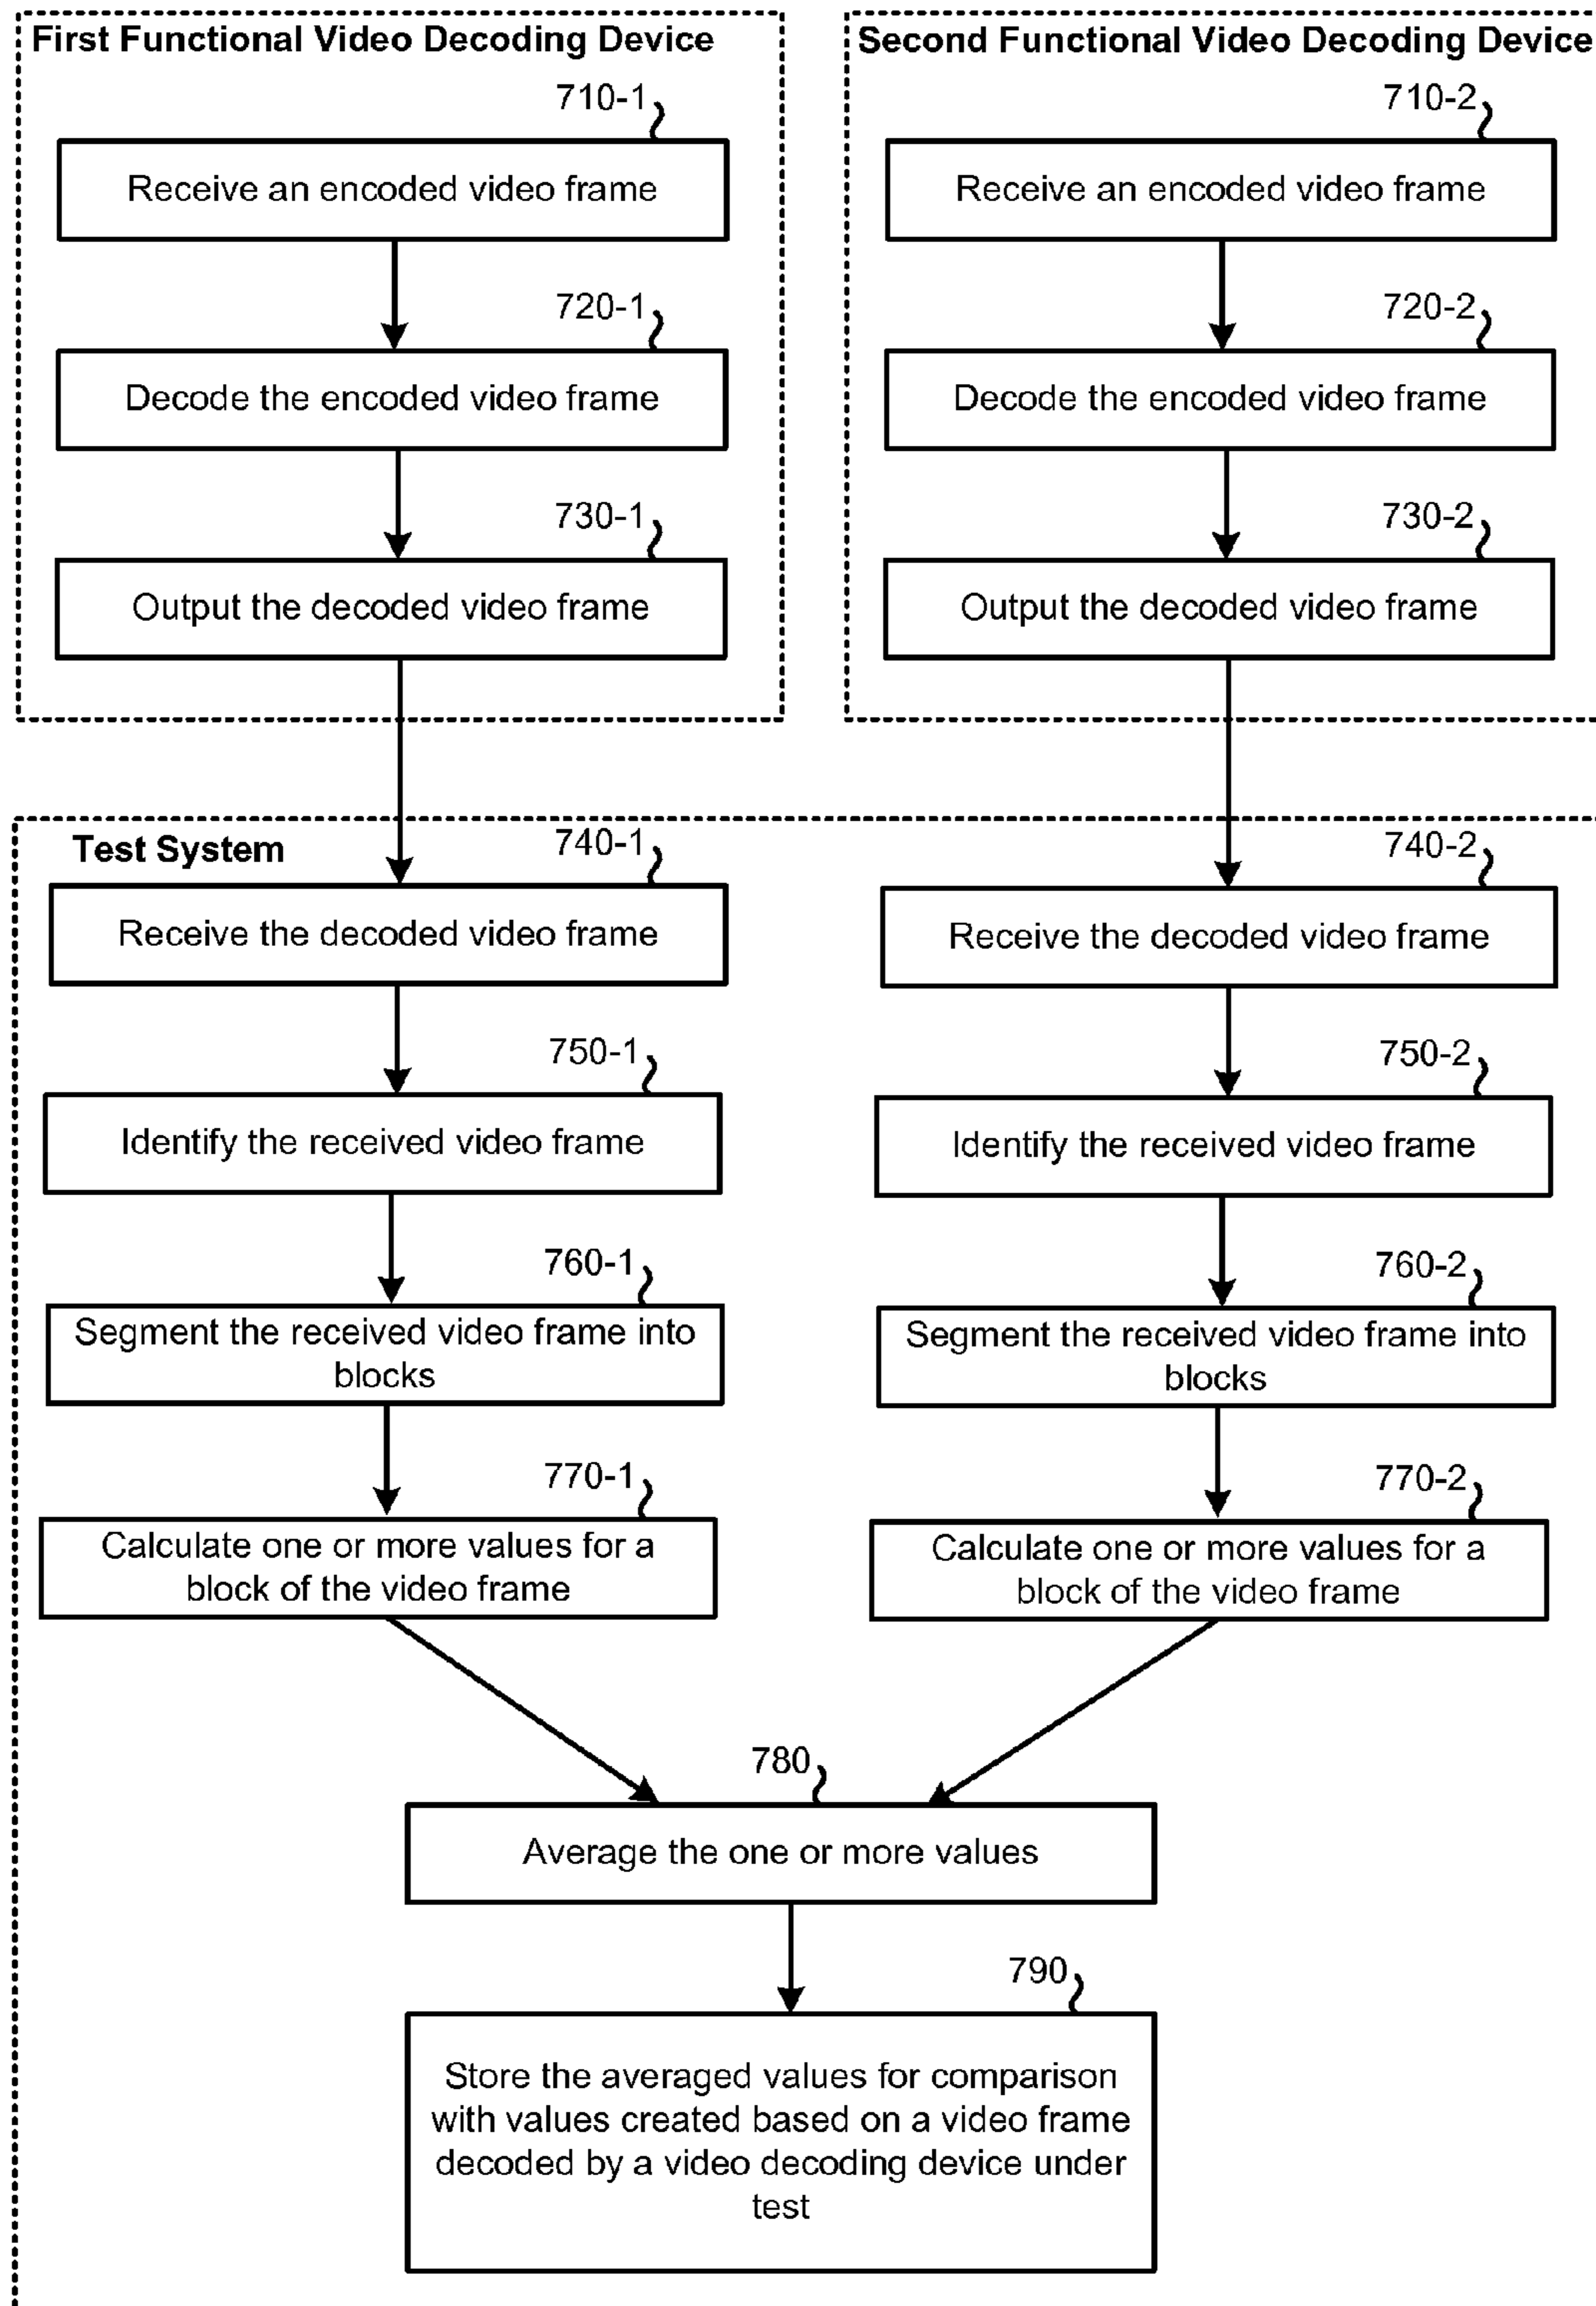 First Functional Video Decoding Device
710-1
Receive an encoded video frame
720-1
Decode the encoded video frame
730-1
Output the decoded video frame
Second Functional Video Decoding Device
710-2
Receive an encoded video frame
720-2
Decode the encoded video frame
730-2
Output the decoded video frame
Test System
740-1
Receive the decoded video frame
750-1
Identify the received video frame
760-1
Segment the received video frame into
blocks
770-1
Calculate one or more values for a
block of the video frame
740-2
Receive the decoded video frame
750-2
Identify the received video frame
760-2
Segment the received video frame into
blocks
770-2
Calculate one or more values for a
block of the video frame
780
Average the one or more values
790
Store the averaged values for comparison
with values created based on a video frame
decoded by a video decoding device under
test